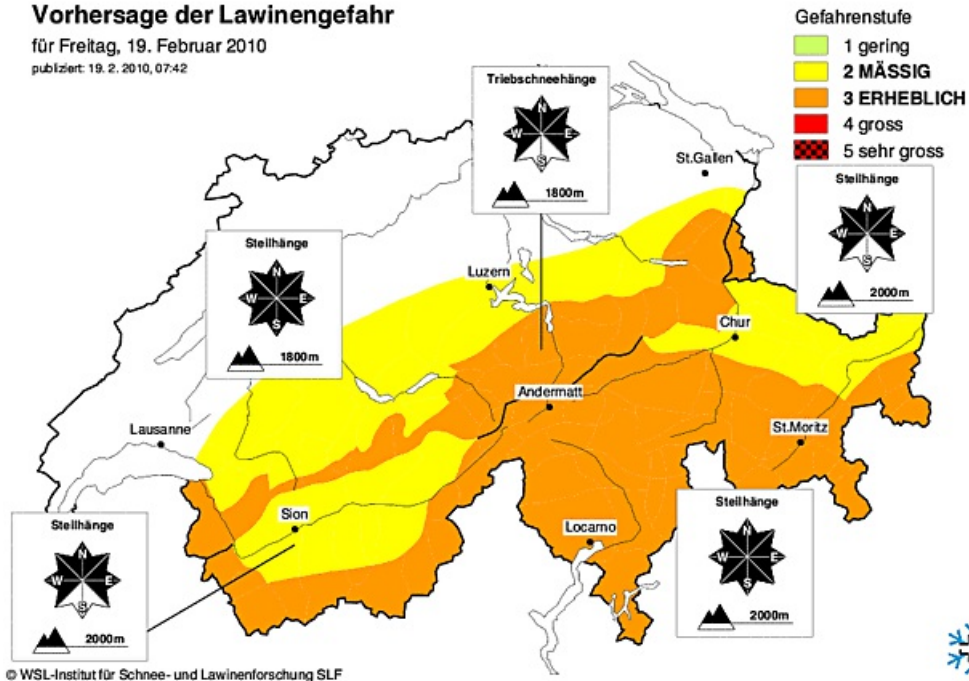 Vorhersage der Lawinengefahr
für Freitag, 19. Februar 2010
publiziert: 19. 2. 2010, 07:42
Gefahrenstufe
1 gering
2 MÄSSIG
3 ERHEBLICH
4 gross
5 sehr gross
Triebschneehänge
N
W E
S
1800m
St.Gallen
Steilhänge
N
W E
S
2000m
Steilhänge
N
W E
S
1800m
Luzern
Chur
Andermatt
Lausanne
St.Moritz
Sion
Locarno
Steilhänge
N
W E
S
2000m
Steilhänge
N
W E
S
2000m
© WSL-Institut für Schnee- und Lawinenforschung SLF